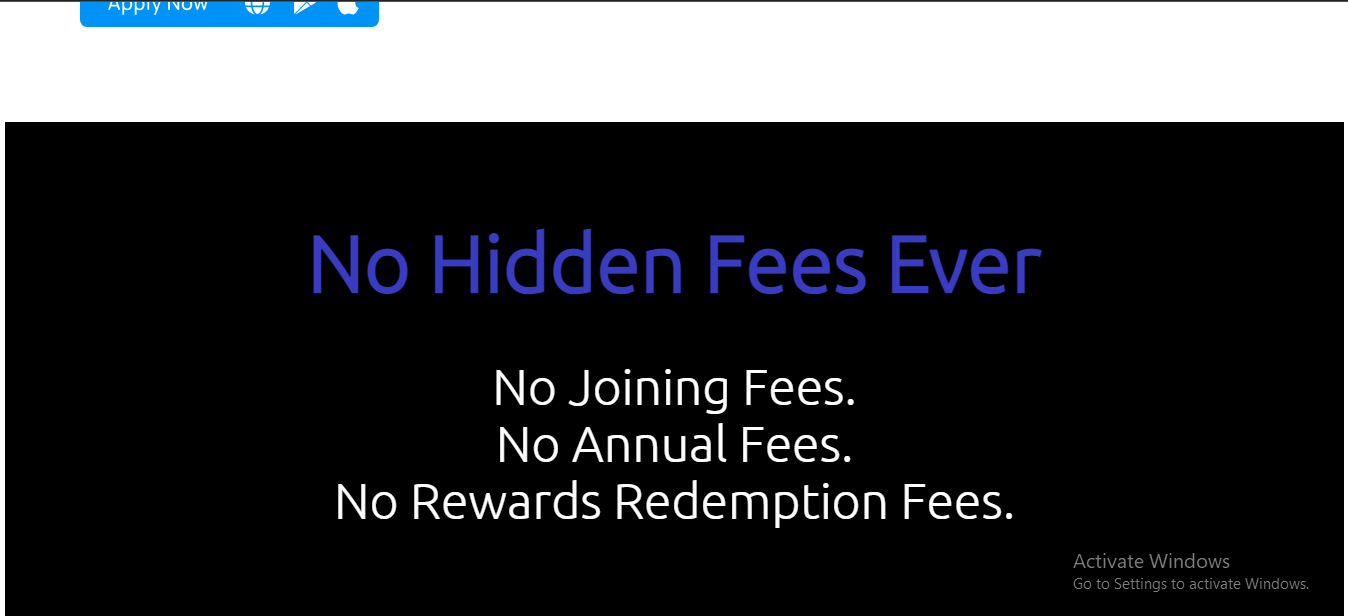 Apply Now
No Hidden Fees Ever
No Joining Fees.
No Annual Fees.
No Rewards Redemption Fees.
Activate Windows
Go to Settings to activate Windows.